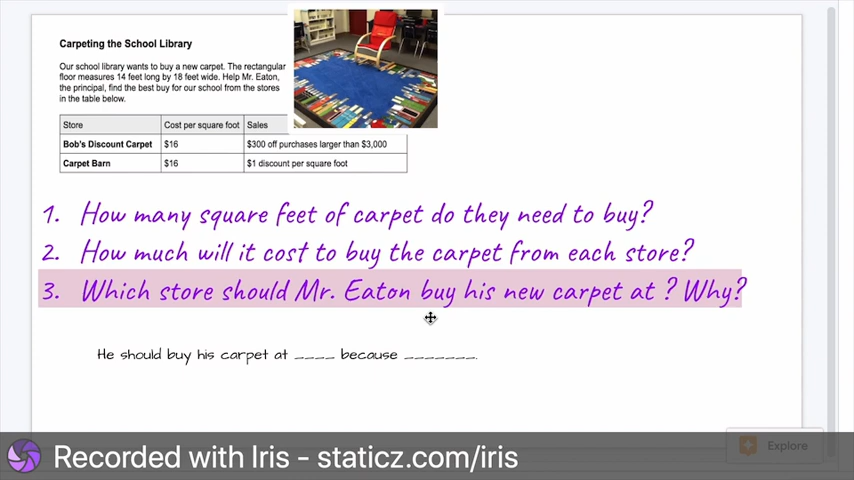 Carpeting the School Library
Our school library wants to buy a new carpet. The rectangular
floor measures 14 feet long by 18 feet wide. Help Mr. Eaton,
the principal, find the best buy for our school from the stores
in the table below.
Store Cost per square foot Sales
Bob's Discount Carpet $16 $300 off purchases larger than $3,000
Carpet Barn $16 $1 discount per square foot
1. How many square feet of carpet do they need to buy?
2. How much will it cost to buy the carpet from each store?
3. Which store should Mr. Eaton buy his new carpet at ? Why?
He should buy his carpet at ____ because _______.
Explore
Recorded with Iris - staticz.com/iris